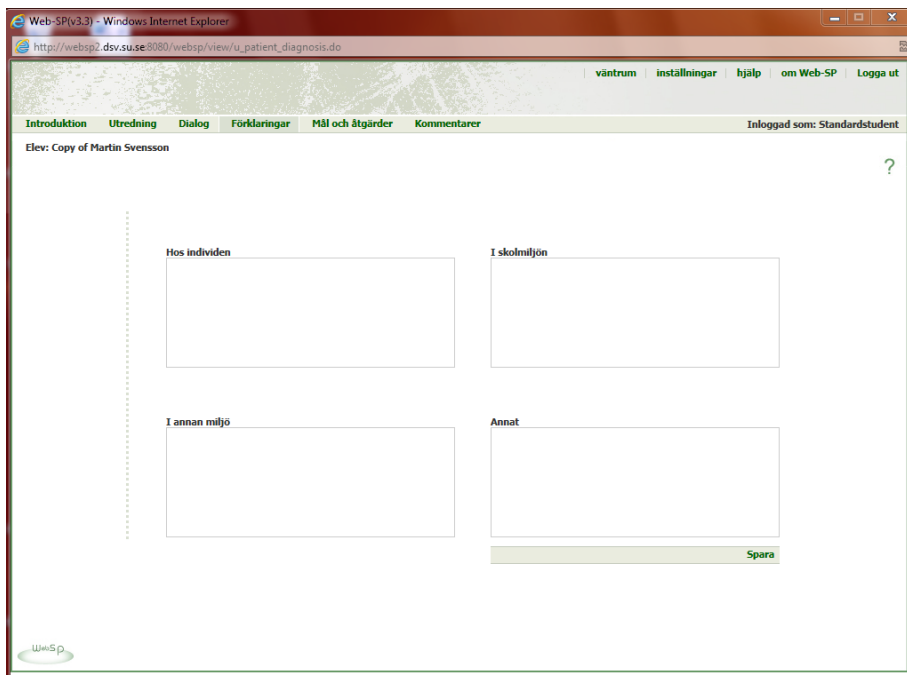 Web-SP(v3.3) - Windows Internet Explorer
http://websp2.dsv.su.se:8080/websp/view/u_patient_diagnosis.do
väntrum inställningar hjälp om Web-SP Logga ut
Introduktion Utredning Dialog Förklaringar Mål och åtgärder Kommentarer Inloggad som: Standardstudent
Elev: Copy of Martin Svensson
?
Hos individen I skolmiljön
I annan miljö Annat
Spara
WebSp